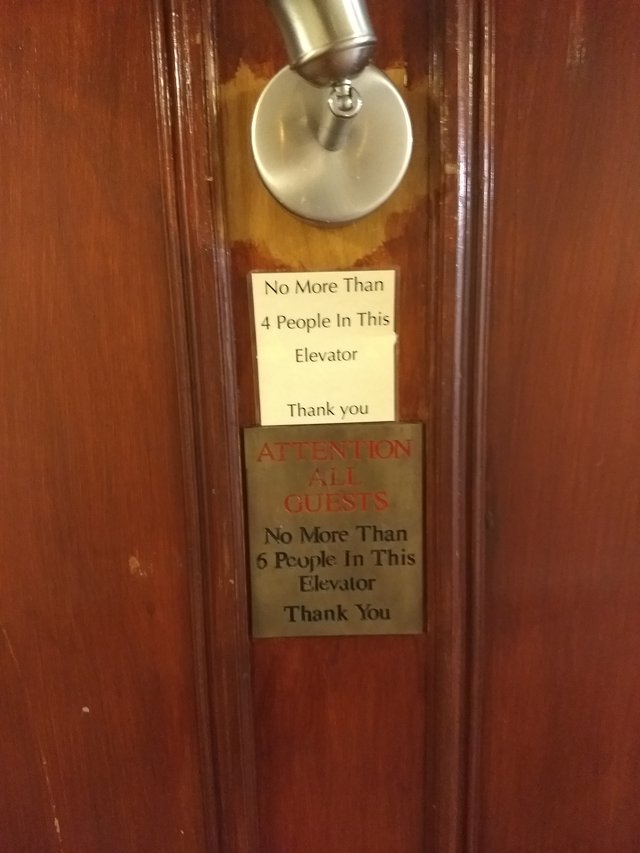 No More Than
4 People In This
Elevator
Thank you
ATTENTION
ALL
GUESTS
No More Than
6 People In This
Elevator
Thank You